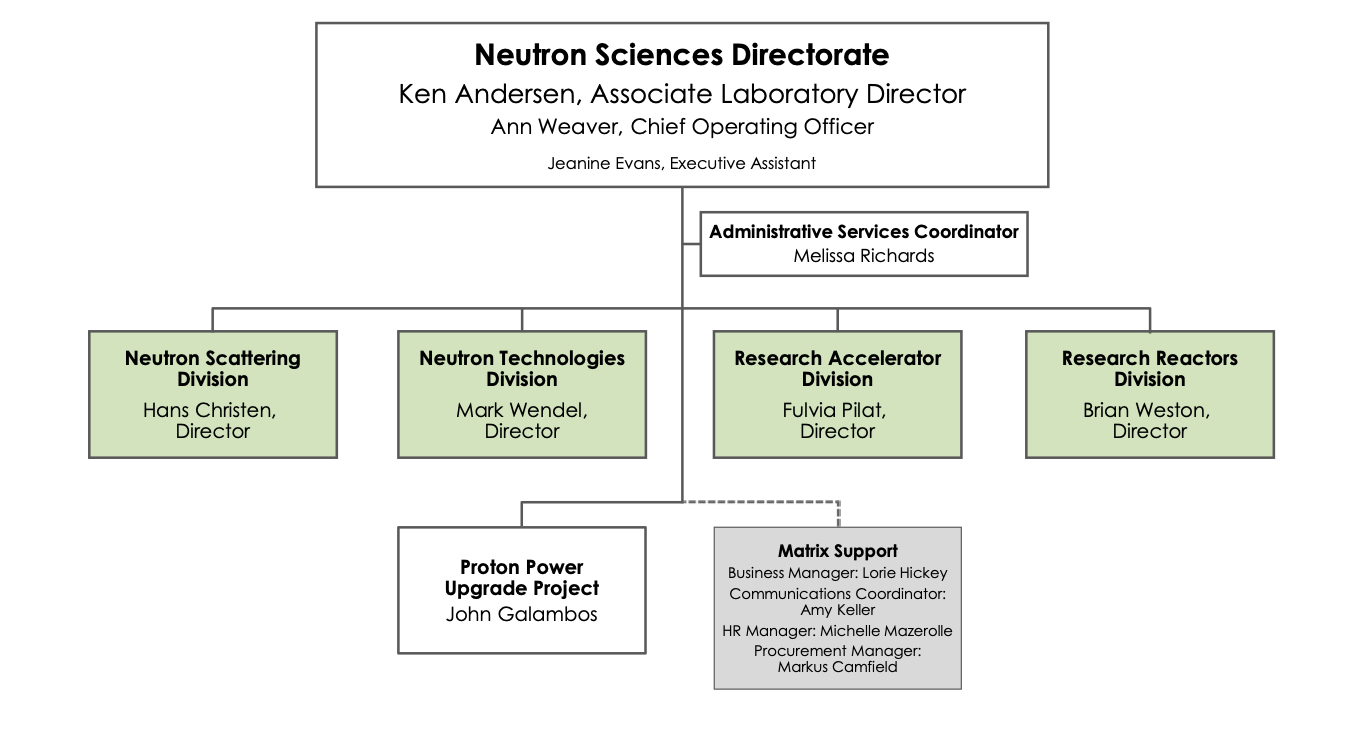 Neutron Sciences Directorate
Ken Andersen, Associate Laboratory Director
Ann Weaver, Chief Operating Officer
Jeanine Evans, Executive Assistant
Administrative Services Coordinator
Melissa Richards
Neutron Scattering
Division
Hans Christen,
Director
Neutron Technologies
Division
Mark Wendel,
Director
Research Accelerator
Division
Fulvia Pilat,
Director
Research Reactors
Division
Brian Weston,
Director
Proton Power
Upgrade Project
John Galambos
Matrix Support
Business Manager: Lorie Hickey
Communications Coordinator:
Amy Keller
HR Manager: Michelle Mazerolle
Procurement Manager:
Markus Camfield